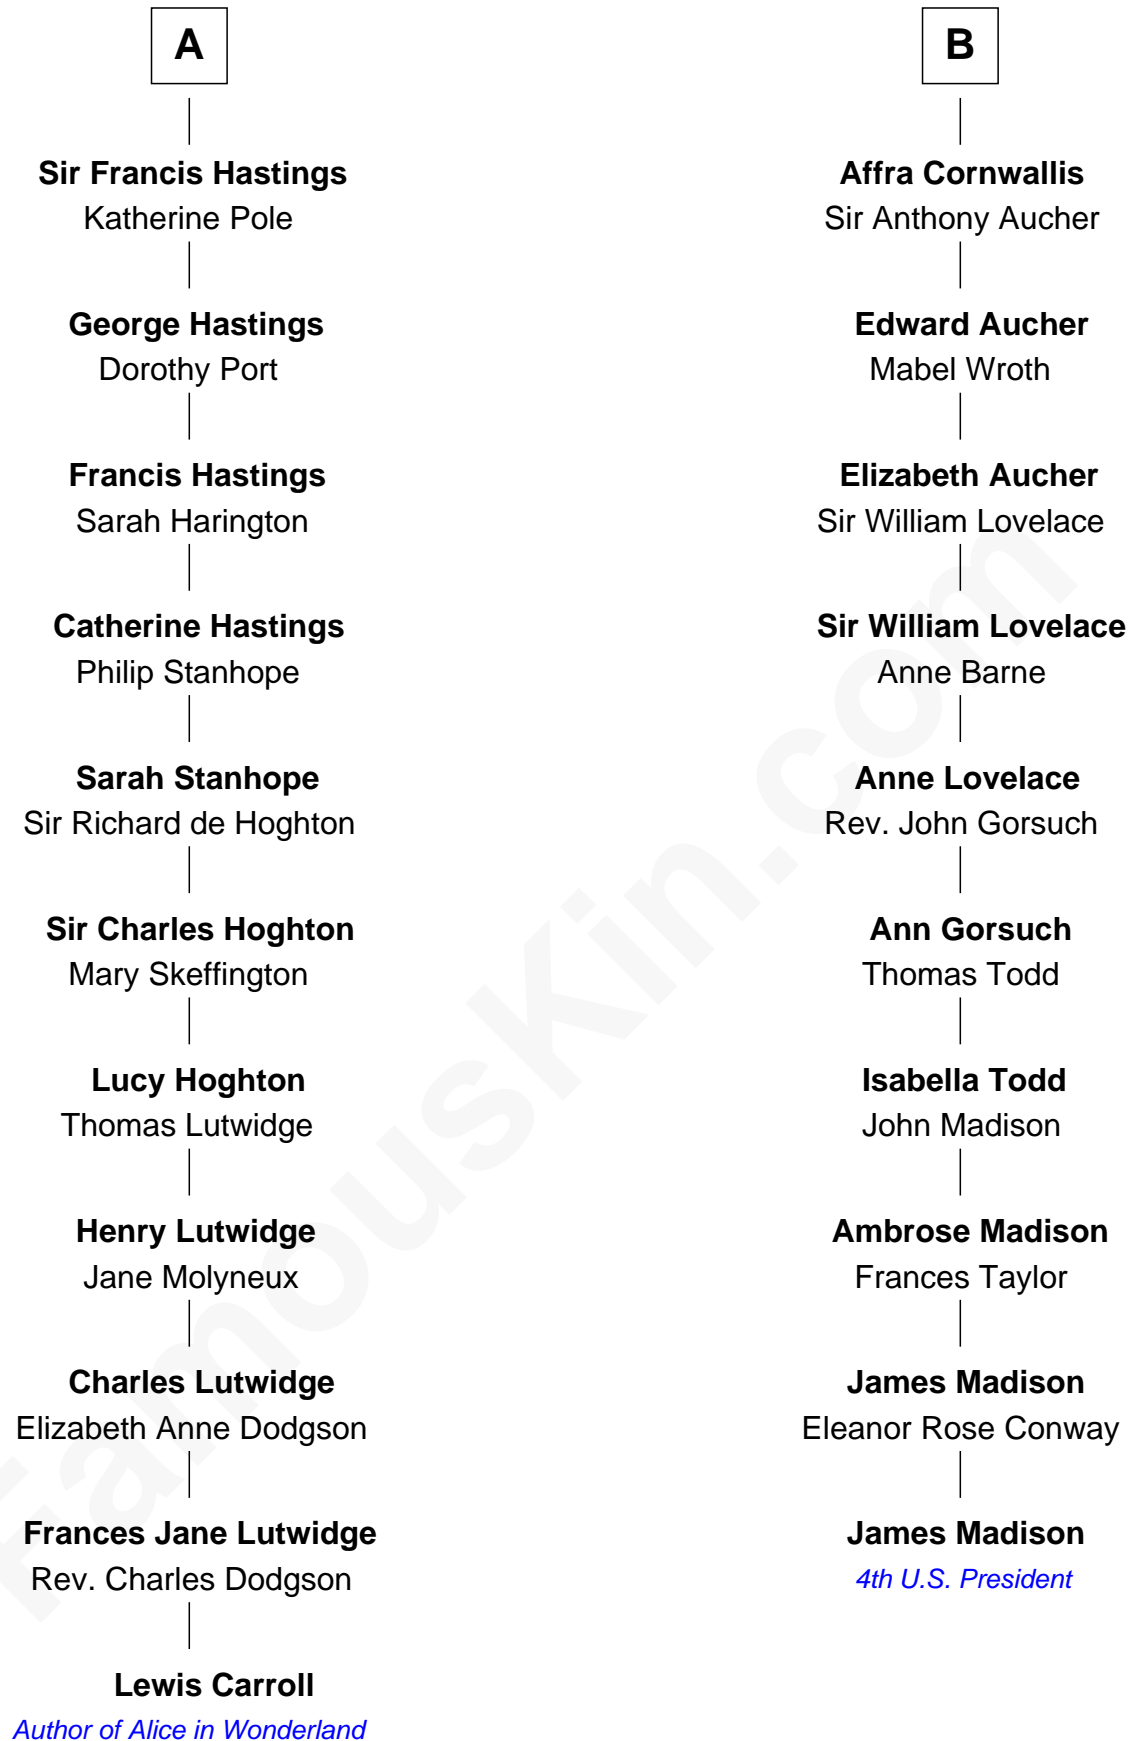 A
Sir Francis Hastings
Katherine Pole
George Hastings
Dorothy Port
Francis Hastings
Sarah Harington
Catherine Hastings
Philip Stanhope
Sarah Stanhope
Sir Richard de Hoghton
Sir Charles Hoghton
Mary Skeffington
Lucy Hoghton
Thomas Lutwidge
Henry Lutwidge
Jane Molyneux
Charles Lutwidge
Elizabeth Anne Dodgson
Frances Jane Lutwidge
Rev. Charles Dodgson
Lewis Carroll
Author of Alice in Wonderland
B
Affra Cornwallis
Sir Anthony Aucher
Edward Aucher
Mabel Wroth
Elizabeth Aucher
Sir William Lovelace
Sir William Lovelace
Anne Barne
Anne Lovelace
Rev. John Gorsuch
Ann Gorsuch
Thomas Todd
Isabella Todd
John Madison
Ambrose Madison
Frances Taylor
James Madison
Eleanor Rose Conway
James Madison
4th U.S. President
FamousKin.com